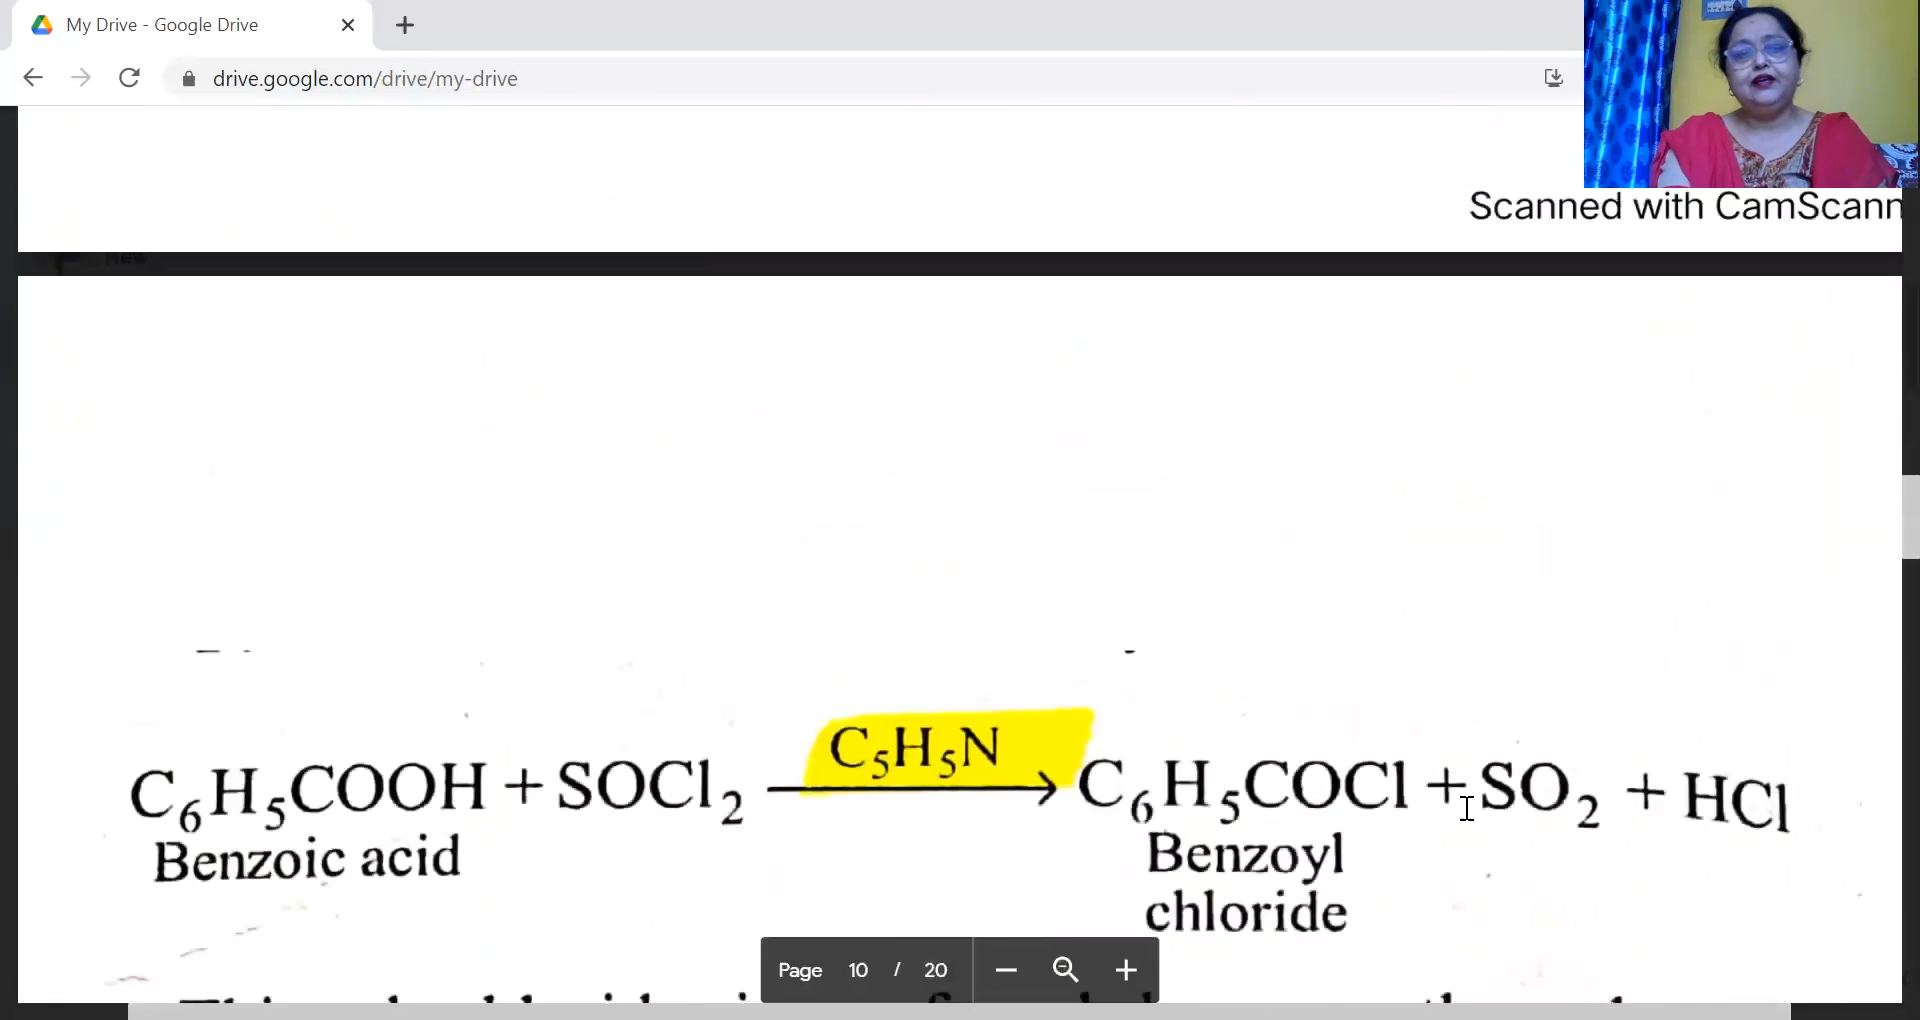 My Drive - Google Drive
drive.google.com/drive/my-drive
Scanned with CamScann
C₅H₅N
C₆H₅COOH + SOCl₂ → C₆H₅COCl + SO₂ + HCl
Benzoic acid
Benzoyl
chloride
Page 10 / 20